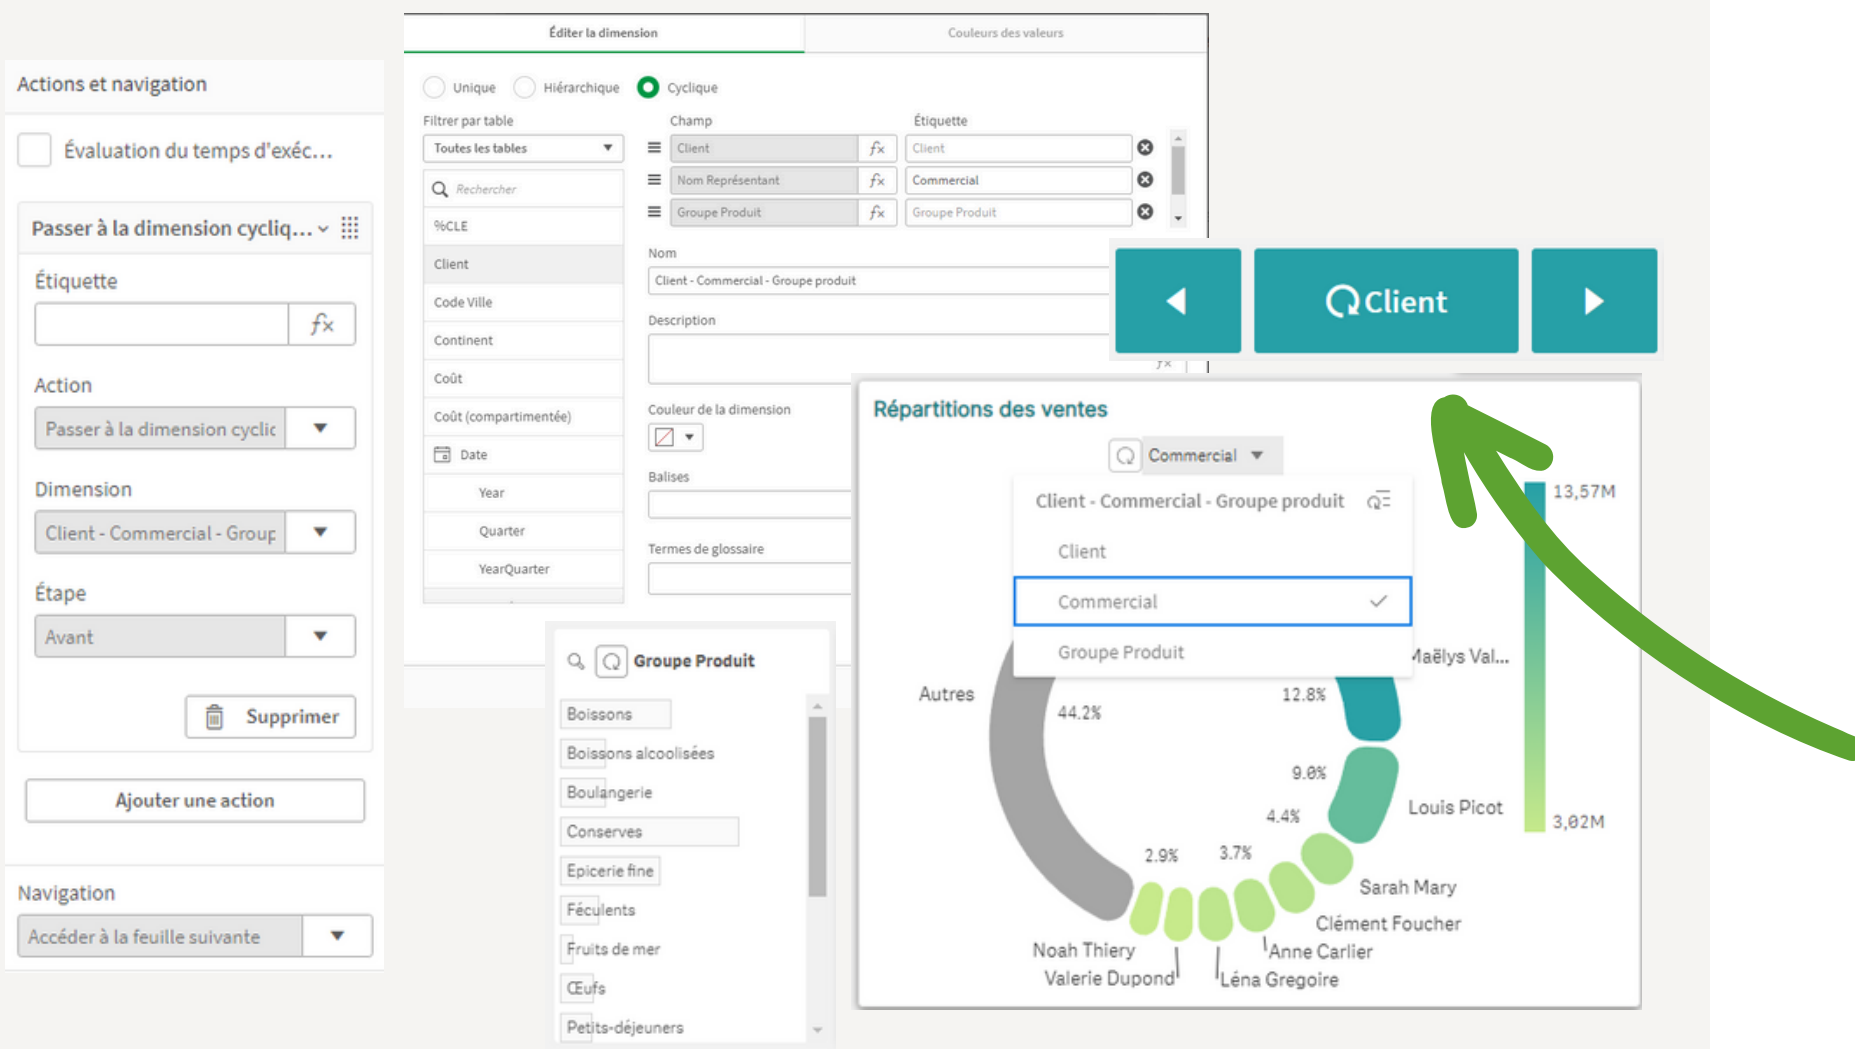 Actions et navigation
Évaluation du temps d'exéc...
Passer à la dimension cycliq...
Étiquette
fx
Action
Passer à la dimension cyclic
Dimension
Client - Commercial - Group
Étape
Avant
Supprimer
Ajouter une action
Navigation
Accéder à la feuille suivante
Éditer la dimension
Couleurs des valeurs
Unique
Hiérarchique
Cyclique
Filtrer par table
Toutes les tables
Rechercher
%CLE
Client
Code Ville
Continent
Coût
Coût (compartimentée)
Date
Year
Quarter
YearQuarter
Champ
Étiquette
Client
fx
Client
Nom Représentant
fx
Commercial
Groupe Produit
fx
Groupe Produit
Nom
Client - Commercial - Groupe produit
Description
fx
Couleur de la dimension
Balises
Termes de glossaire
Client
Groupe Produit
Boissons
Boissons alcoolisées
Boulangerie
Conserves
Epicerie fine
Féculents
Fruits de mer
Œufs
Petits-déjeuners
Répartitions des ventes
Commercial
Client - Commercial - Groupe produit
Client
Commercial
Groupe Produit
13,57M
3,02M
Maëlys Val...
12.8%
Autres
44.2%
9.0%
Louis Picot
4.4%
3.7%
2.9%
Sarah Mary
Clément Foucher
Anne Carlier
Léna Gregoire
Noah Thiery
Valerie Dupond